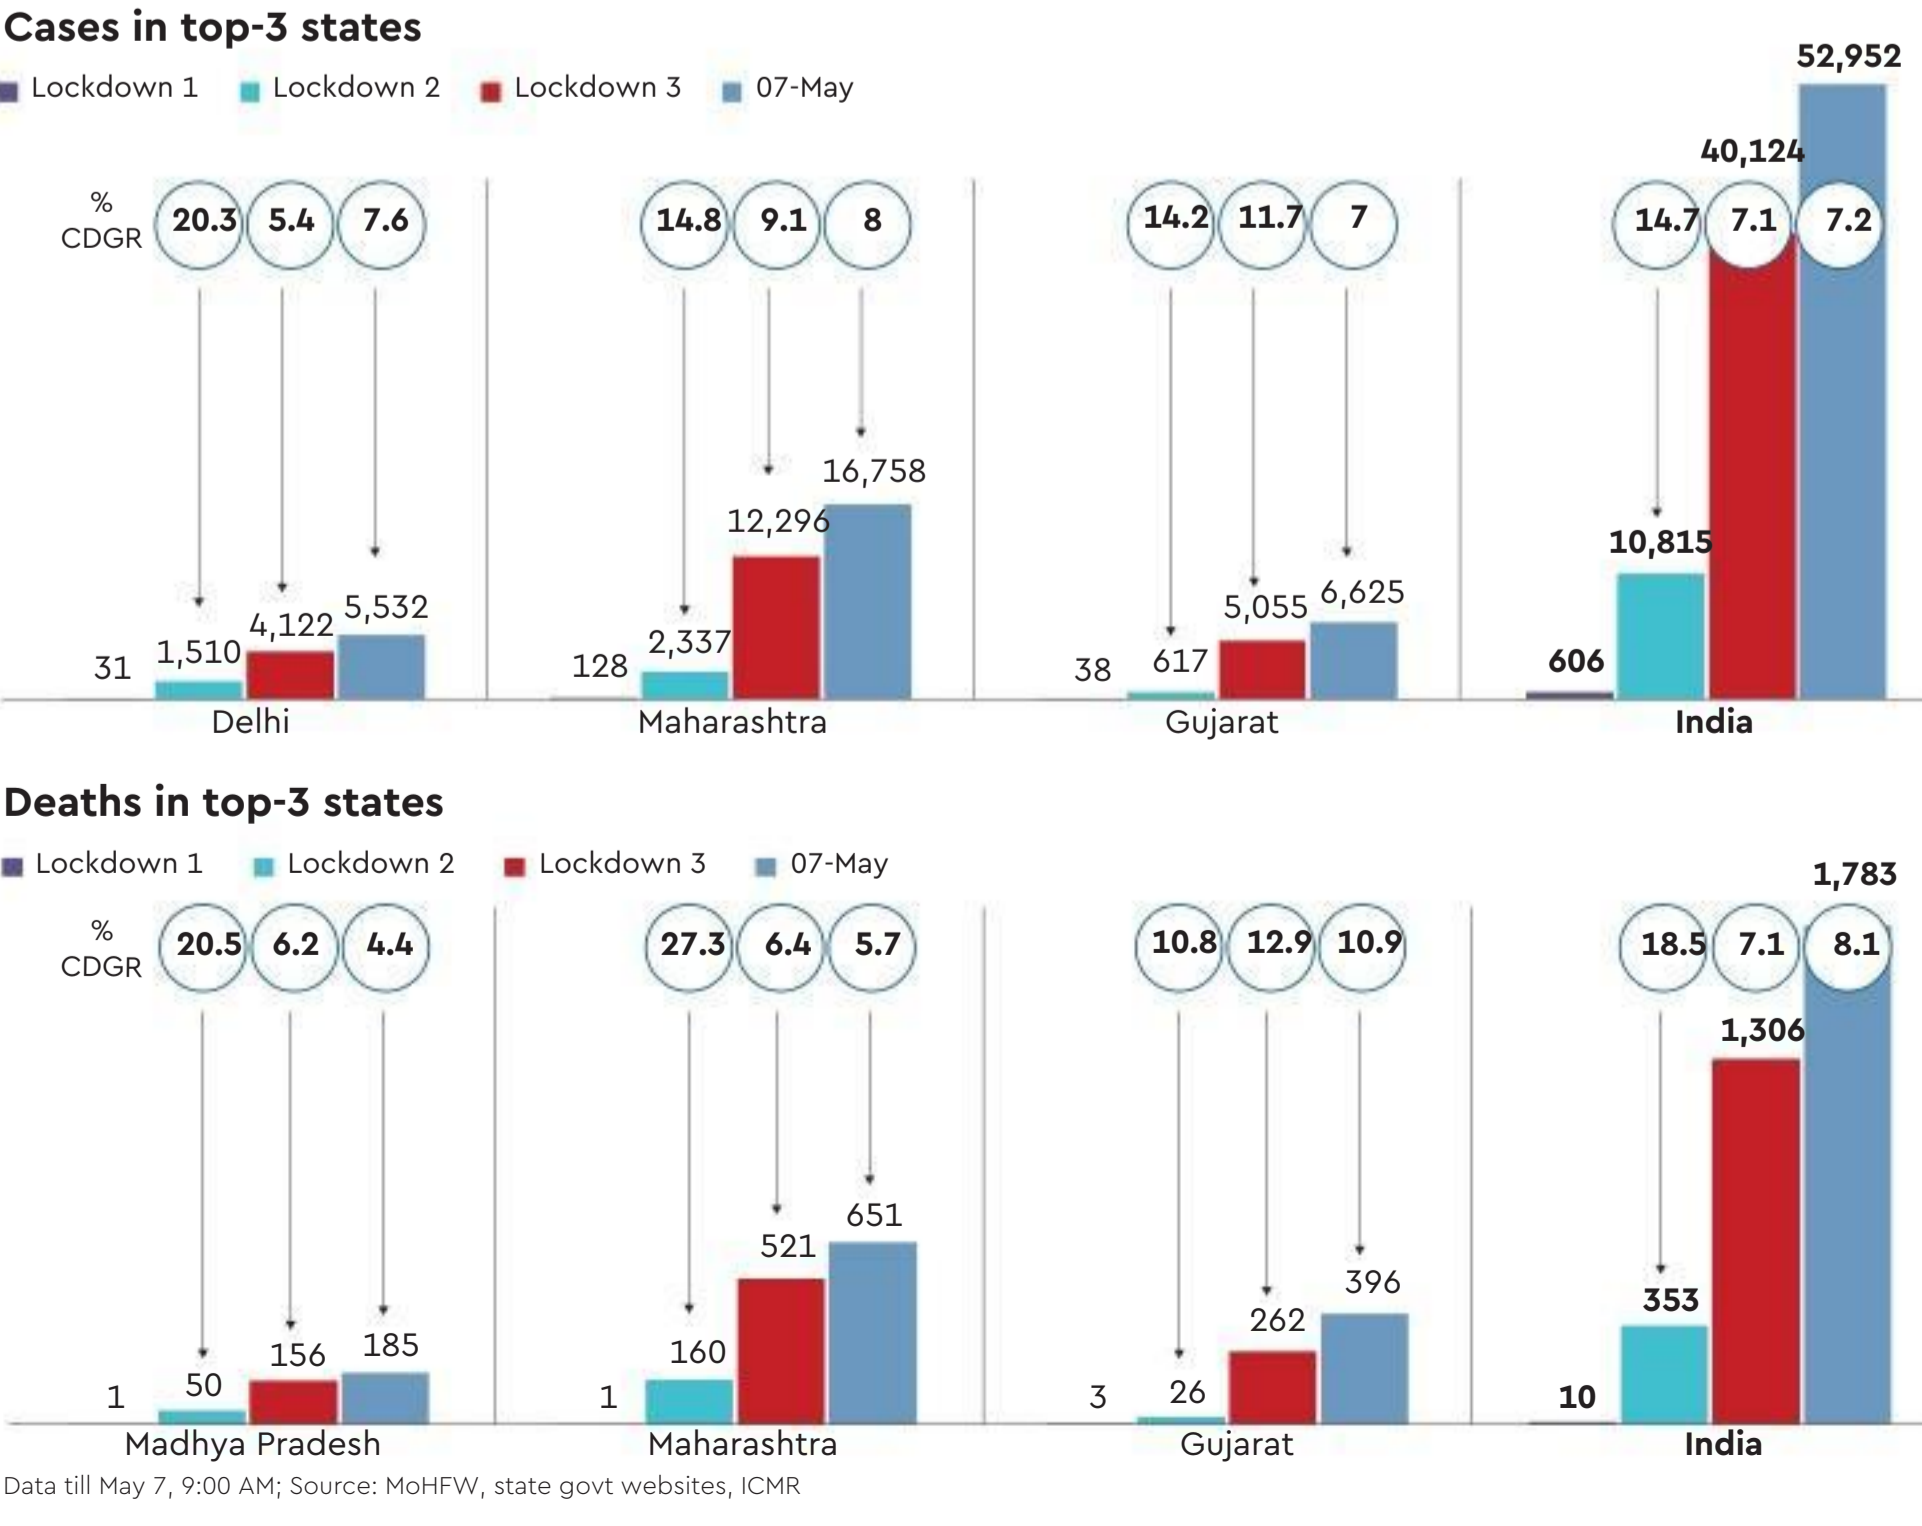 Cases in top-3 states
Lockdown 1 Lockdown 2 Lockdown 3 07-May
52,952
40,124
%
CDGR
20.3 5.4 7.6 14.8 9.1 8 14.2 11.7 7 14.7 7.1 7.2
31 1,510 4,122 5,532 128 2,337 12,296 16,758 38 617 5,055 6,625 606 10,815
Delhi Maharashtra Gujarat India
Deaths in top-3 states
Lockdown 1 Lockdown 2 Lockdown 3 07-May
1,783
%
CDGR
20.5 6.2 4.4 27.3 6.4 5.7 10.8 12.9 10.9 18.5 7.1 8.1
1 50 156 185 1 160 521 651 3 26 262 396 10 353 1,306
Madhya Pradesh Maharashtra Gujarat India
Data till May 7, 9:00 AM; Source: MoHFW, state govt websites, ICMR